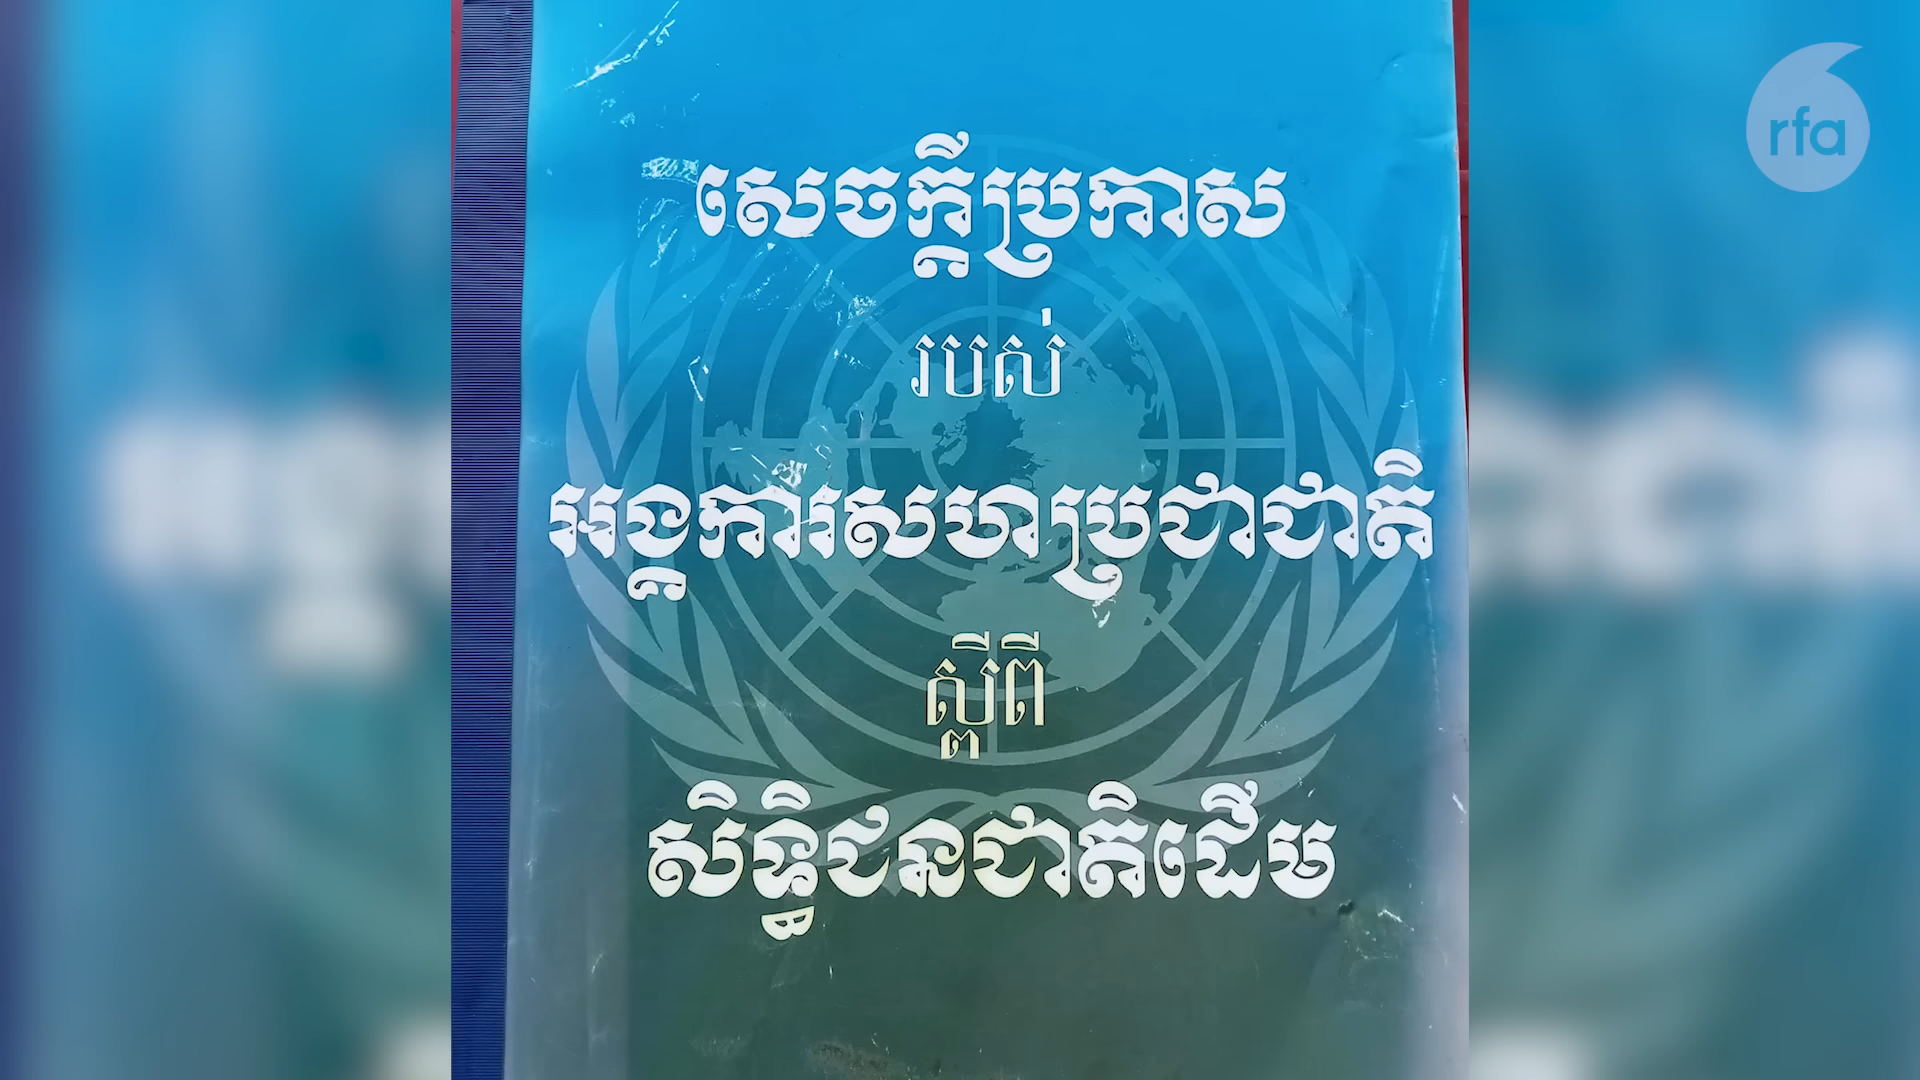 rfa
សេចក្តីប្រកាស
របស់
អង្គការសហប្រជាជាតិ
ស្តីពី
សិទ្ធិជនជាតិដើម